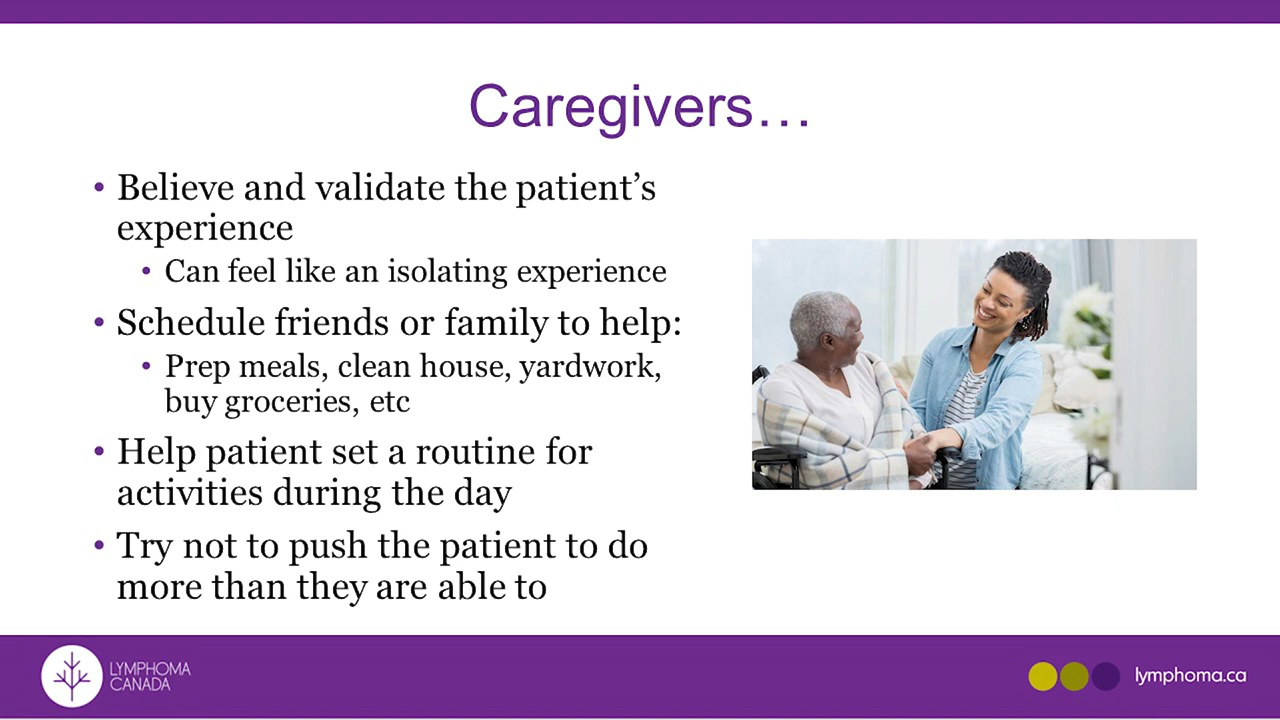 Caregivers…
• Believe and validate the patient’s
experience
• Can feel like an isolating experience
• Schedule friends or family to help:
• Prep meals, clean house, yardwork,
buy groceries, etc
• Help patient set a routine for
activities during the day
• Try not to push the patient to do
more than they are able to
LYMPHOMA
CANADA
lymphoma.ca